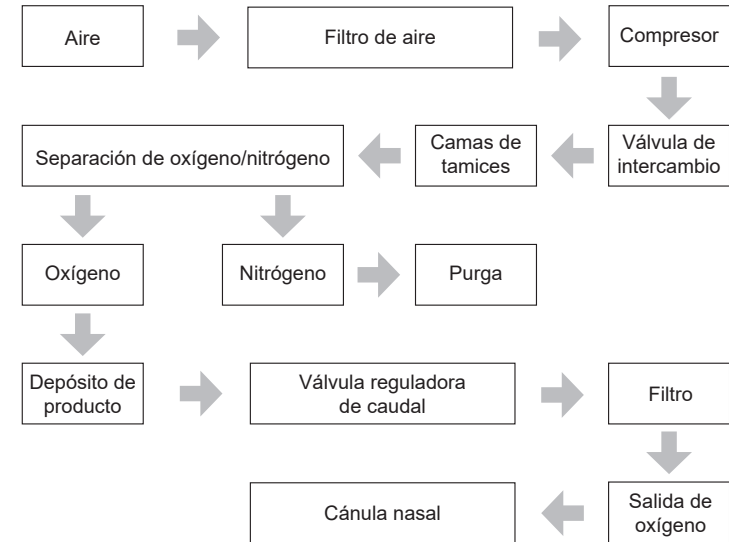 Aire
Filtro de aire
Compresor
Válvula de
intercambio
Camas de
tamices
Separación de oxígeno/nitrógeno
Oxígeno
Nitrógeno
Purga
Depósito de
producto
Válvula reguladora
de caudal
Filtro
Salida de
oxígeno
Cánula nasal